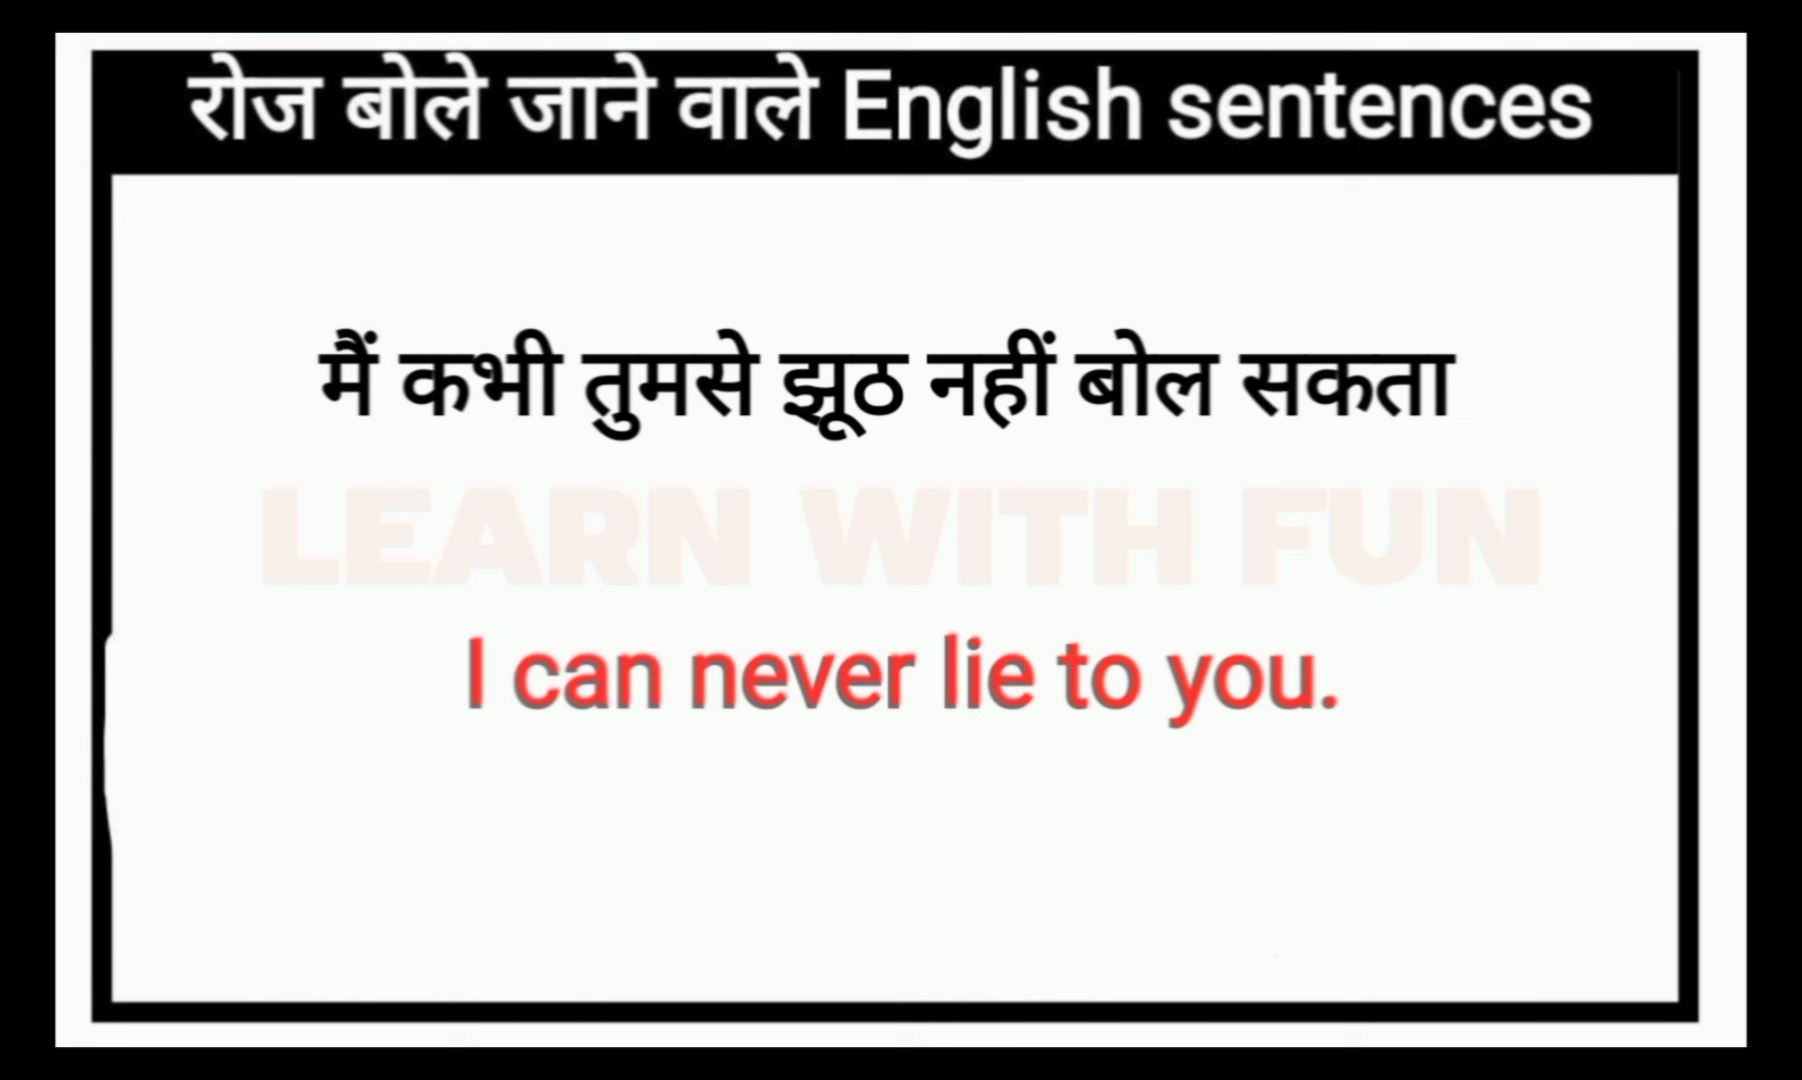 रोज बोले जाने वाले English sentences
मैं कभी तुमसे झूठ नहीं बोल सकता
LEARN WITH FUN
I can never lie to you.